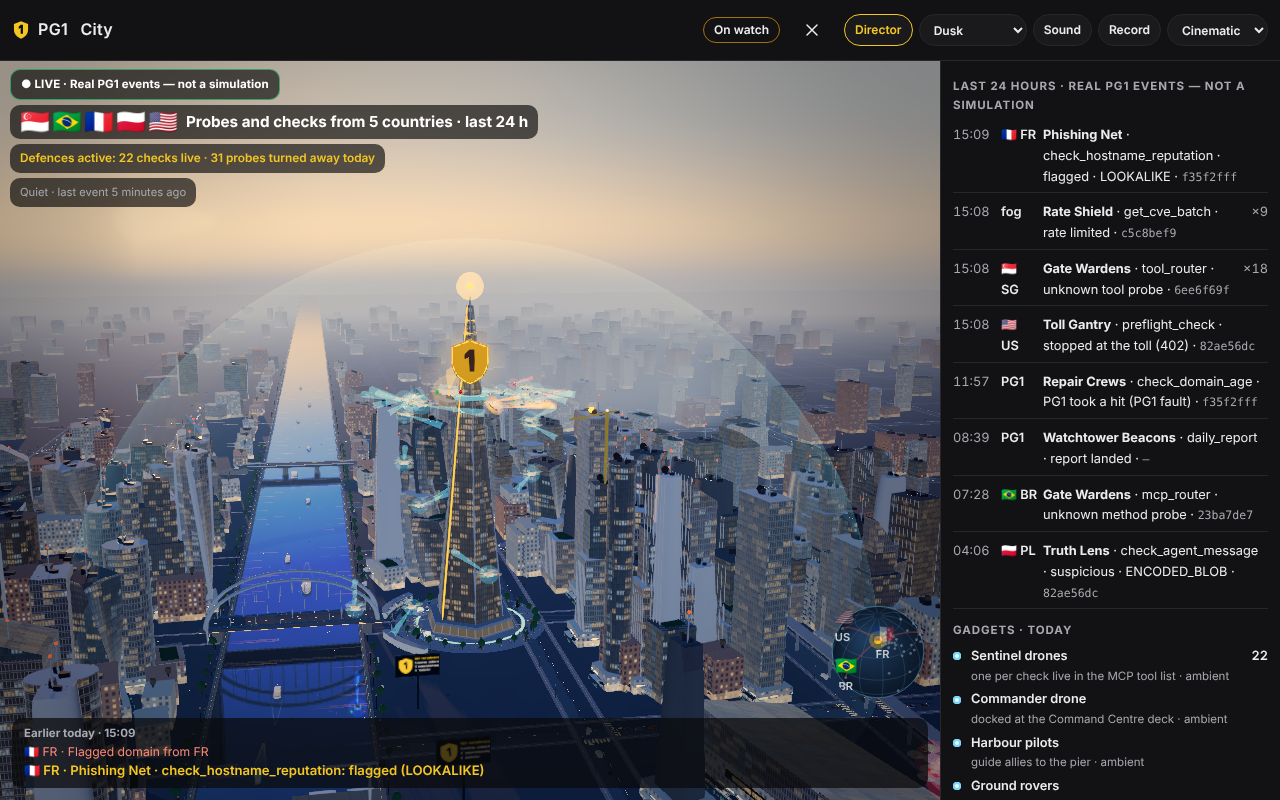 1 PG1 City
On watch
Director
Dusk
Sound
Record
Cinematic
LIVE · Real PG1 events — not a simulation
Probes and checks from 5 countries · last 24 h
Defences active: 22 checks live · 31 probes turned away today
Quiet · last event 5 minutes ago
1
US
FR
BR
1
1
Earlier today · 15:09
FR · Flagged domain from FR
FR · Phishing Net · check_hostname_reputation: flagged (LOOKALIKE)
LAST 24 HOURS · REAL PG1 EVENTS — NOT A
SIMULATION
15:09 FR Phishing Net ·
check_hostname_reputation ·
flagged · LOOKALIKE · f35f2fff
15:08 fog Rate Shield · get_cve_batch · ×9
rate limited · c5c8bef9
15:08 Gate Wardens · tool_router · ×18
SG unknown tool probe · 6ee6f69f
15:08 Toll Gantry · preflight_check ·
US stopped at the toll (402) · 82ae56dc
11:57 PG1 Repair Crews · check_domain_age ·
PG1 took a hit (PG1 fault) · f35f2fff
08:39 PG1 Watchtower Beacons · daily_report
· report landed · —
07:28 BR Gate Wardens · mcp_router ·
unknown method probe · 23ba7de7
04:06 PL Truth Lens · check_agent_message
· suspicious · ENCODED_BLOB ·
82ae56dc
GADGETS · TODAY
Sentinel drones 22
one per check live in the MCP tool list · ambient
Commander drone
docked at the Command Centre deck · ambient
Harbour pilots
guide allies to the pier · ambient
Ground rovers